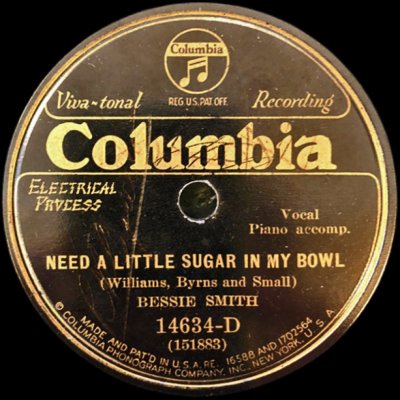 Columbia
Viva-tonal REG. U.S. PAT. OFF. Recording
Columbia
ELECTRICAL
PROCESS
Vocal
Piano accomp.
NEED A LITTLE SUGAR IN MY BOWL
(Williams, Byrns and Small)
BESSIE SMITH
14634-D
(151883)
MADE AND PAT'D IN U.S.A. RE. 16588 AND 1702564
© COLUMBIA PHONOGRAPH COMPANY, INC., NEW YORK, U.S.A.